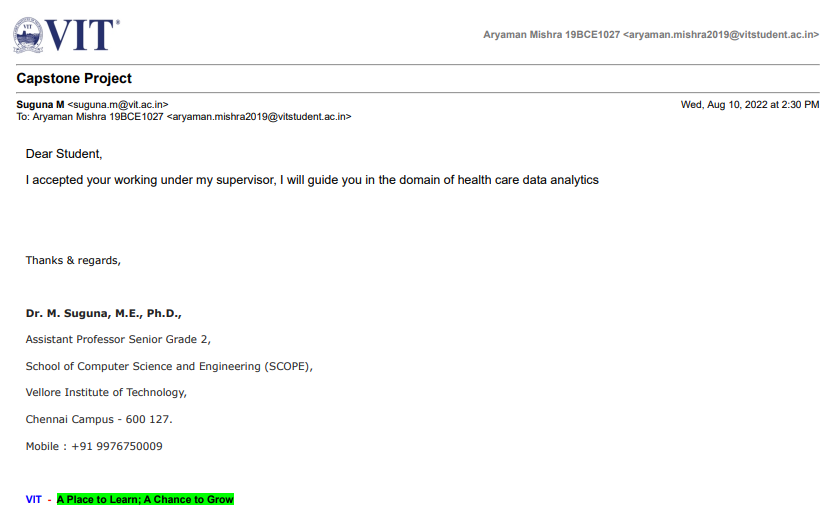 VIT®
Aryaman Mishra 19BCE1027 <aryaman.mishra2019@vitstudent.ac.in>
Capstone Project
Suguna M <suguna.m@vit.ac.in>
Wed, Aug 10, 2022 at 2:30 PM
To: Aryaman Mishra 19BCE1027 <aryaman.mishra2019@vitstudent.ac.in>
Dear Student,
I accepted your working under my supervisor, I will guide you in the domain of health care data analytics
Thanks & regards,
Dr. M. Suguna, M.E., Ph.D.,
Assistant Professor Senior Grade 2,
School of Computer Science and Engineering (SCOPE),
Vellore Institute of Technology,
Chennai Campus - 600 127.
Mobile : +91 9976750009
VIT - A Place to Learn; A Chance to Grow